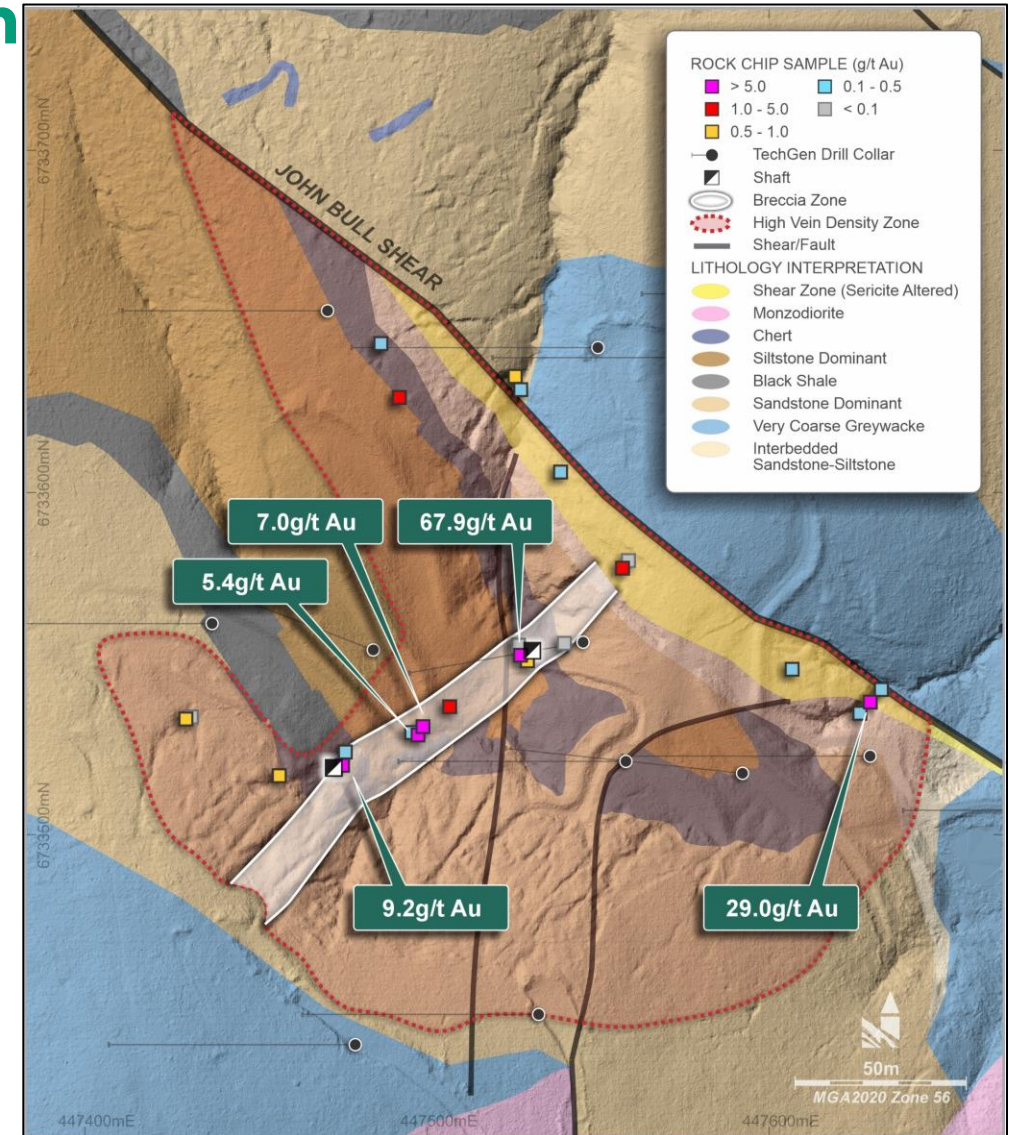 n
ROCK CHIP SAMPLE (g/t Au)
> 5.0
0.1 - 0.5
1.0 - 5.0
< 0.1
0.5 - 1.0
TechGen Drill Collar
Shaft
Breccia Zone
High Vein Density Zone
Shear/Fault
LITHOLOGY INTERPRETATION
Shear Zone (Sericite Altered)
Monzodiorite
Chert
Siltstone Dominant
Black Shale
Sandstone Dominant
Very Coarse Greywacke
Interbedded
Sandstone-Siltstone
6733700mN
JOHN BULL SHEAR
6733600mN
7.0g/t Au
67.9g/t Au
5.4g/t Au
6733500mN
9.2g/t Au
29.0g/t Au
50m
MGA2020 Zone 56
447400mE
447500mE
447600mE